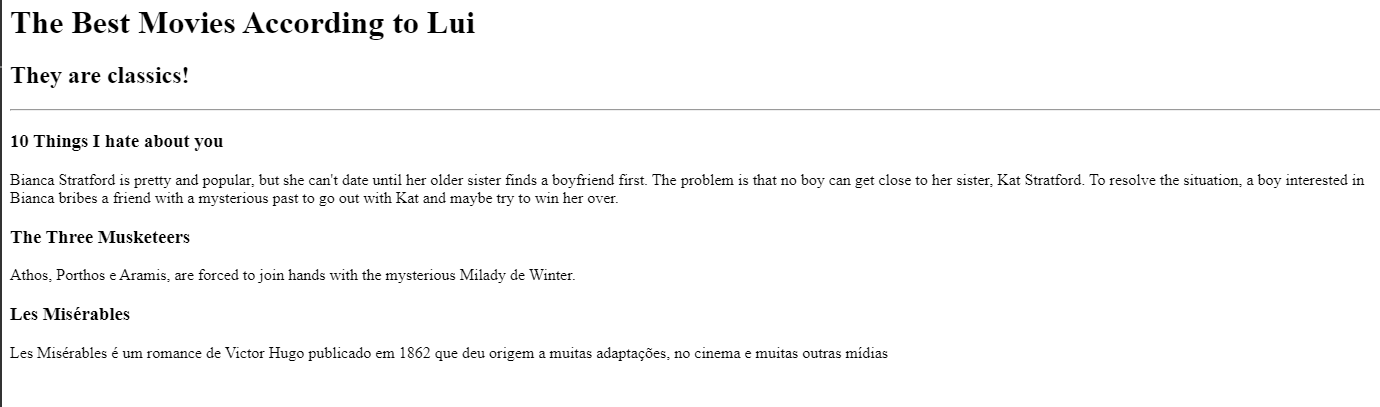 The Best Movies According to Lui
They are classics!
10 Things I hate about you
Bianca Stratford is pretty and popular, but she can't date until her older sister finds a boyfriend first. The problem is that no boy can get close to her sister, Kat Stratford. To resolve the situation, a boy interested in
Bianca bribes a friend with a mysterious past to go out with Kat and maybe try to win her over.
The Three Musketeers
Athos, Porthos e Aramis, are forced to join hands with the mysterious Milady de Winter.
Les Misérables
Les Misérables é um romance de Victor Hugo publicado em 1862 que deu origem a muitas adaptações, no cinema e muitas outras mídias